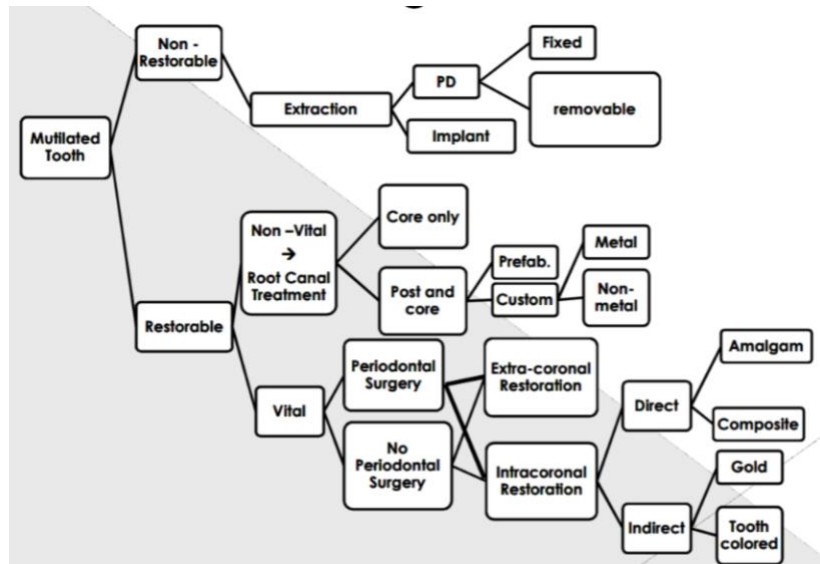 Mutilated
Tooth
Non -
Restorable
Extraction
PD
Fixed
removable
Implant
Restorable
Non –Vital
→
Root Canal
Treatment
Core only
Post and
core
Prefab.
Custom
Metal
Non-
metal
Vital
Periodontal
Surgery
No
Periodontal
Surgery
Extra-coronal
Restoration
Intracoronal
Restoration
Direct
Amalgam
Composite
Indirect
Gold
Tooth
colored